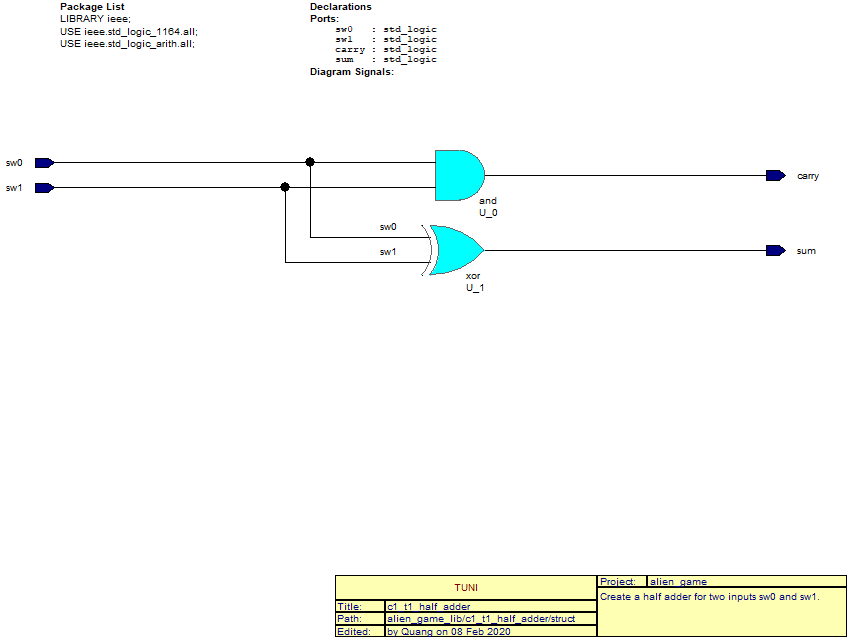 Package List
LIBRARY ieee;
USE ieee.std_logic_1164.all;
USE ieee.std_logic_arith.all;
Declarations
Ports:
sw0 : std_logic
sw1 : std_logic
carry : std_logic
sum : std_logic
Diagram Signals:
sw0
sw1
and
U_0
carry
sw0
sw1
xor
U_1
sum
TUNI
Title: c1_t1_half_adder
Path: alien_game_lib/c1_t1_half_adder/struct
Edited: by Quang on 08 Feb 2020
Project: alien_game
Create a half adder for two inputs sw0 and sw1.